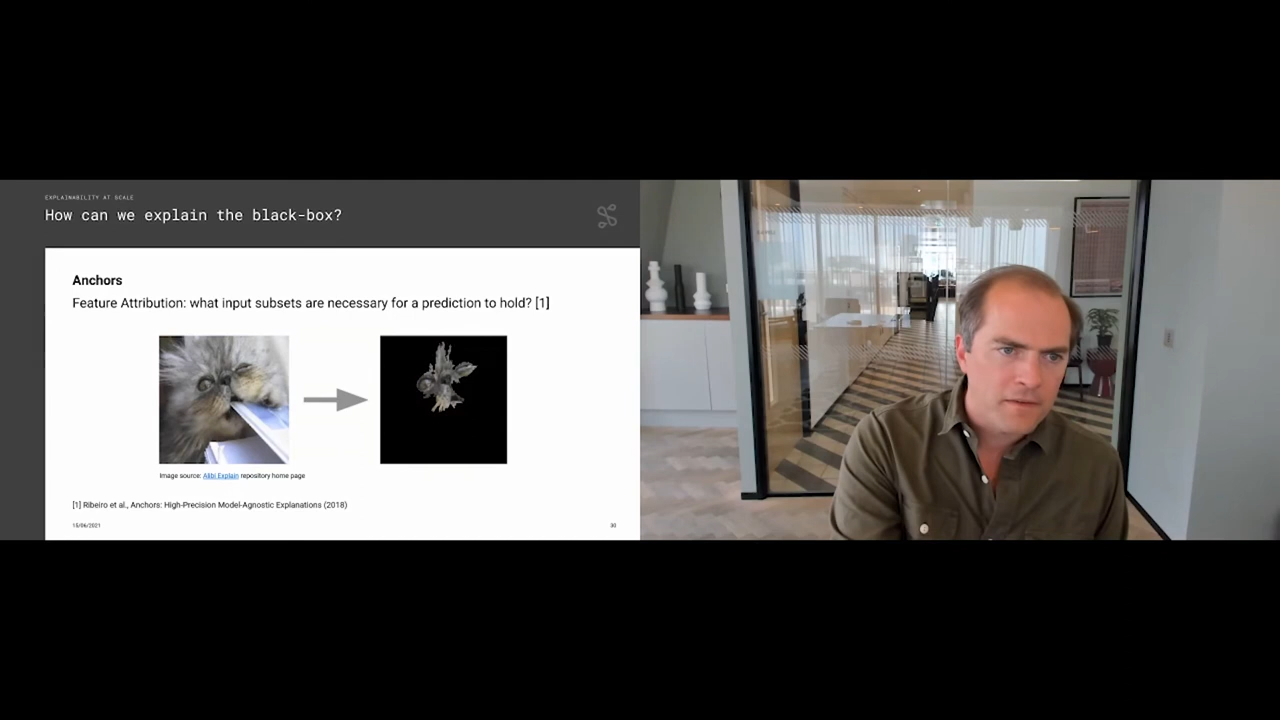 EXPLAINABILITY AT SCALE
How can we explain the black-box?
Anchors
Feature Attribution: what input subsets are necessary for a prediction to hold? [1]
Image source: Alibi Explain repository home page
[1] Ribeiro et al., Anchors: High-Precision Model-Agnostic Explanations (2018)
15/06/2021
30